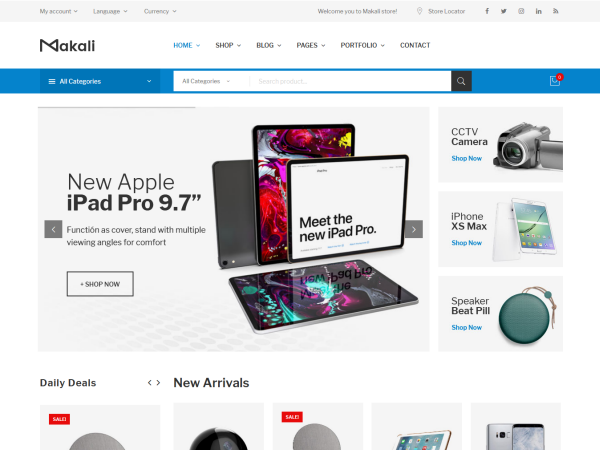 My account
Language
Currency
Welcome you to Makali store!
Store Locator
Makali
HOME
SHOP
BLOG
PAGES
PORTFOLIO
CONTACT
All Categories
All Categories
Search product...
0
New Apple
iPad Pro 9.7”
Functión as cover, stand with multiple
viewing angles for comfort
+ SHOP NOW
Meet the
new iPad Pro.
CCTV
Camera
Shop Now
iPhone
XS Max
Shop Now
Speaker
Beat Pill
Shop Now
Daily Deals
New Arrivals
SALE!
SALE!